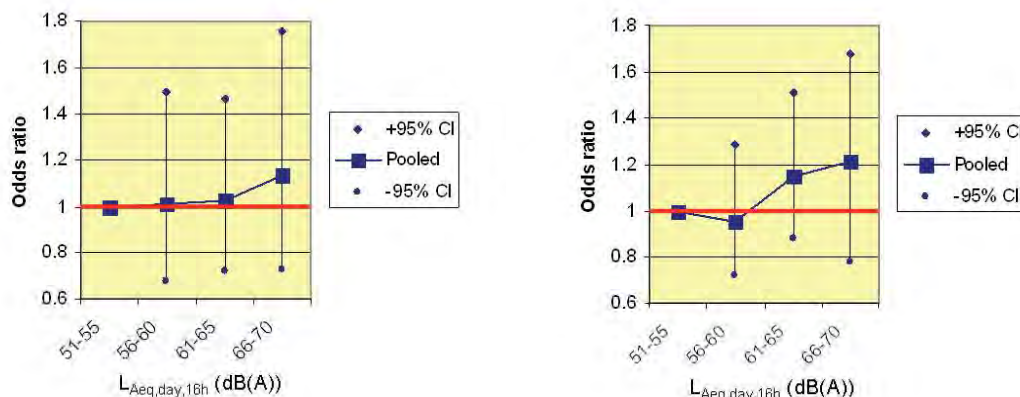 1.8
1.6
1.4
1.2
1
0.8
0.6
Odds ratio
51-55
56-60
61-65
66-70
LAeq,day,16h (dB(A))
+95% CI
Pooled
-95% CI
1.8
1.6
1.4
1.2
1
0.8
0.6
Odds ratio
51-55
56-60
61-65
66-70
LAeq,day,16h (dB(A))
+95% CI
Pooled
-95% CI